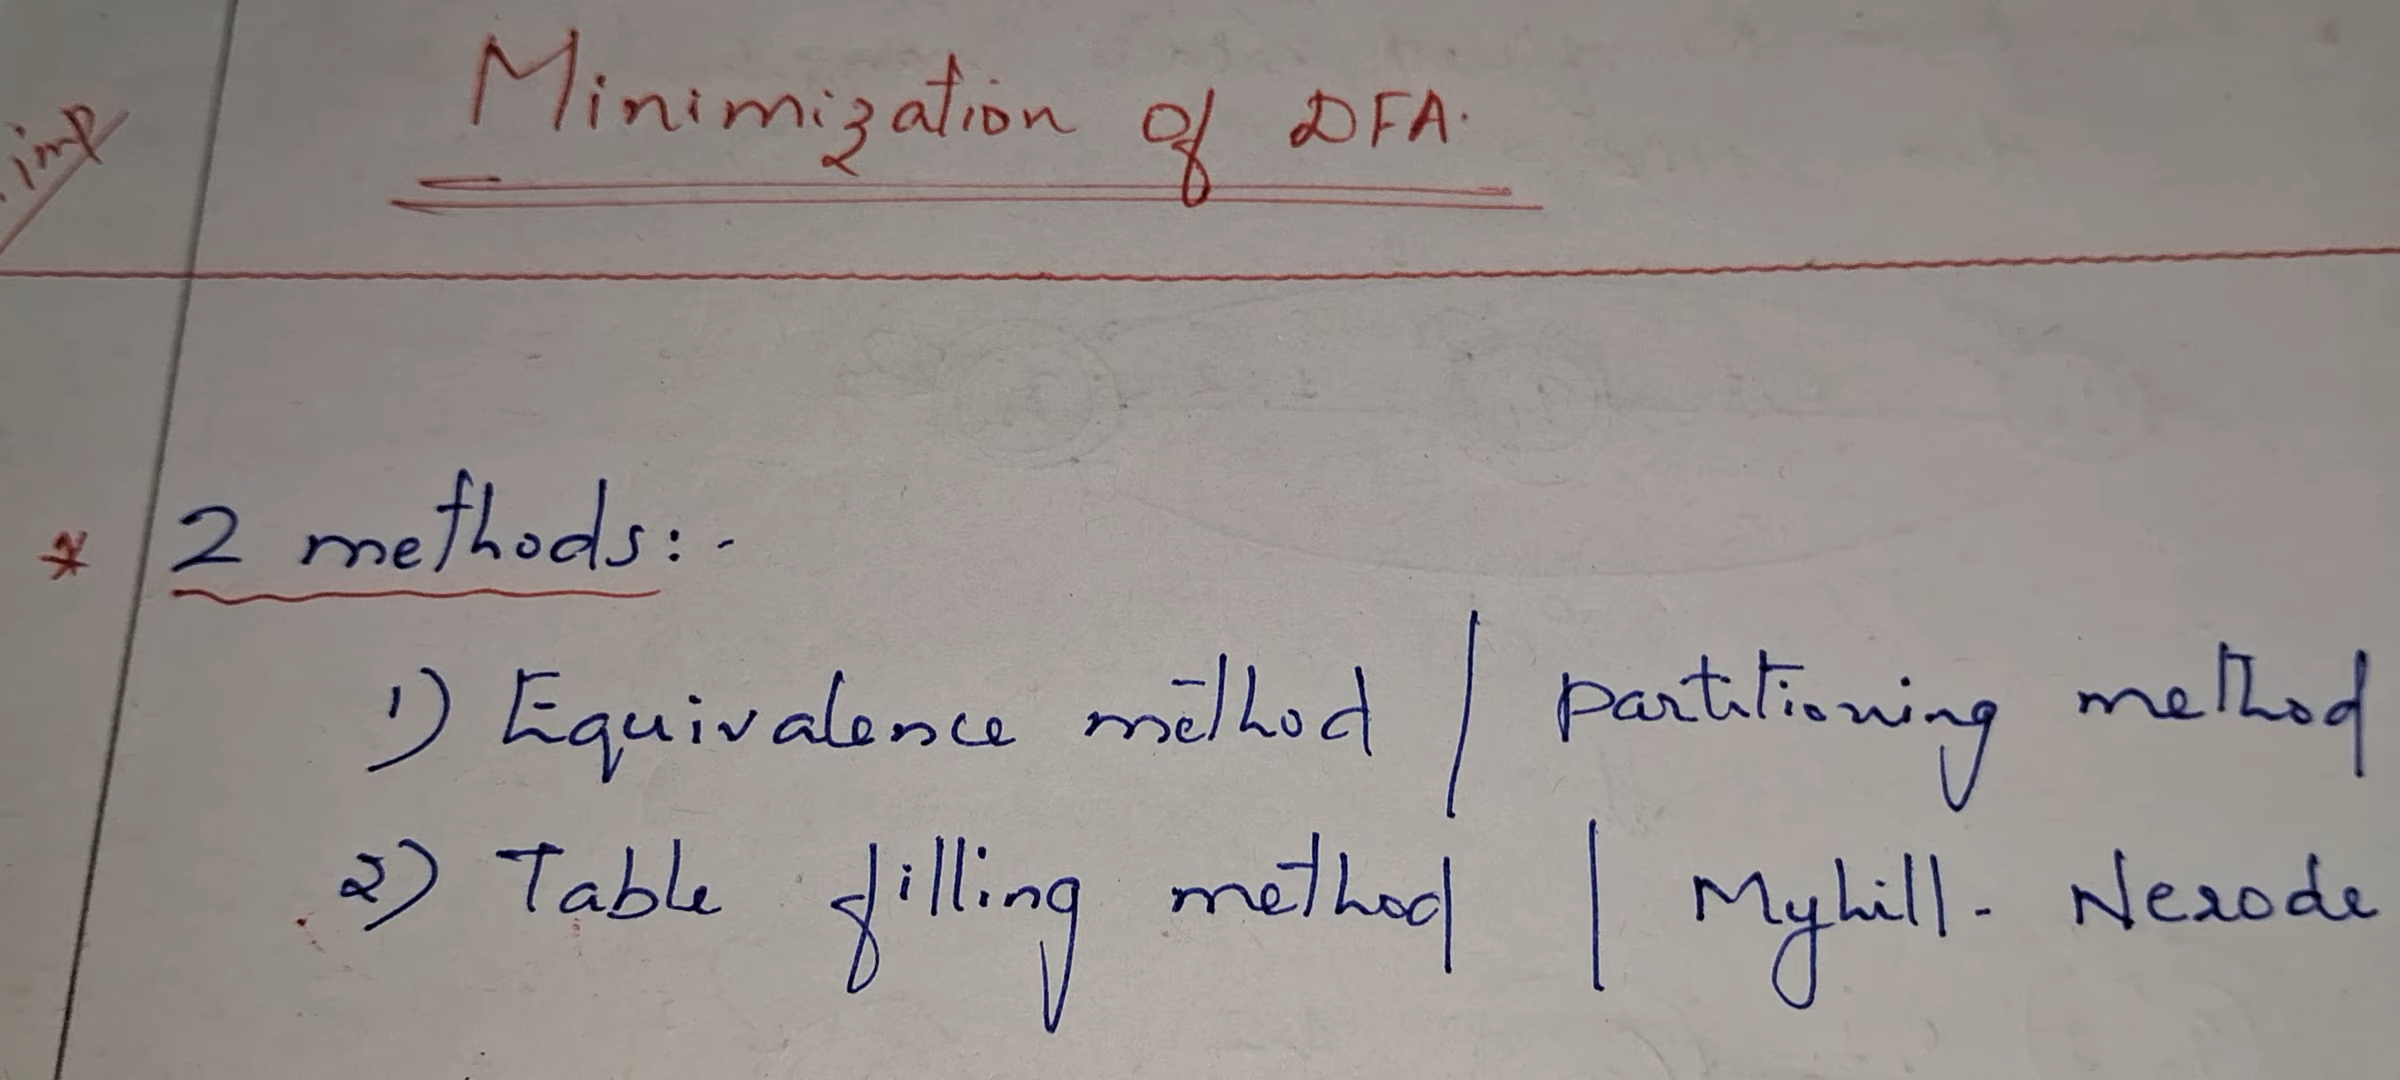 Minimization of DFA.
imp
* 2 methods:-
1) Equivalence method / partitioning method
2) Table filling method | Myhill- Nerode